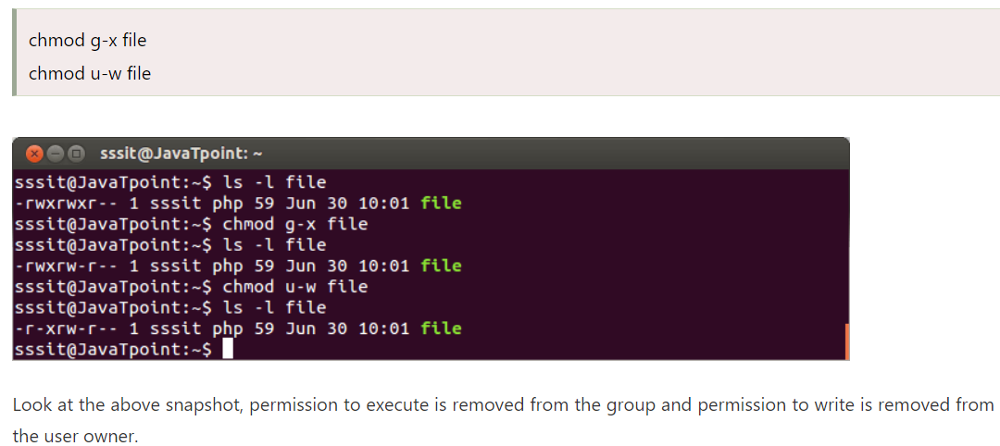 chmod g-x file
chmod u-w file
sssit@JavaTpoint: ~
sssit@JavaTpoint:~$ ls -l file
-rwxrwxr-- 1 sssit php 59 Jun 30 10:01 file
sssit@JavaTpoint:~$ chmod g-x file
sssit@JavaTpoint:~$ ls -l file
-rwxrw-r-- 1 sssit php 59 Jun 30 10:01 file
sssit@JavaTpoint:~$ chmod u-w file
sssit@JavaTpoint:~$ ls -l file
-r-xrw-r-- 1 sssit php 59 Jun 30 10:01 file
sssit@JavaTpoint:~$
Look at the above snapshot, permission to execute is removed from the group and permission to write is removed from
the user owner.